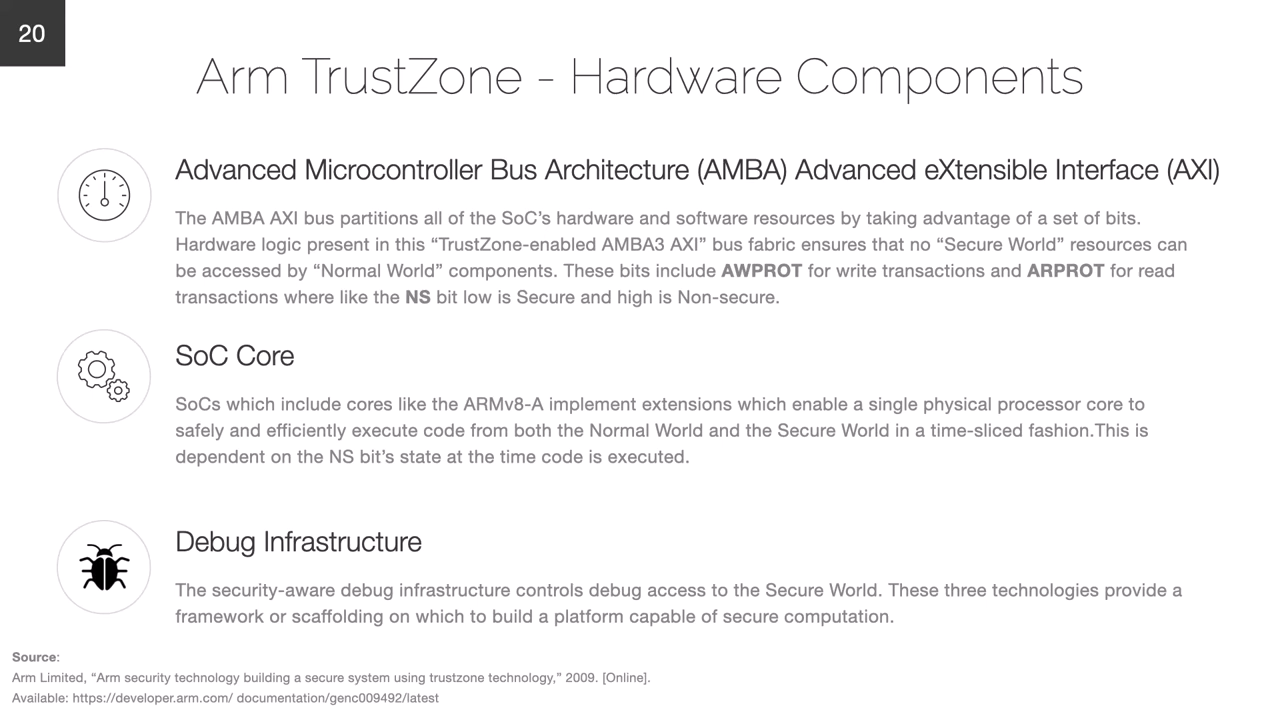 20
Arm TrustZone - Hardware Components
Advanced Microcontroller Bus Architecture (AMBA) Advanced eXtensible Interface (AXI)
The AMBA AXI bus partitions all of the SoC’s hardware and software resources by taking advantage of a set of bits.
Hardware logic present in this “TrustZone-enabled AMBA3 AXI” bus fabric ensures that no “Secure World” resources can
be accessed by “Normal World” components. These bits include AWPROT for write transactions and ARPROT for read
transactions where like the NS bit low is Secure and high is Non-secure.
SoC Core
SoCs which include cores like the ARMv8-A implement extensions which enable a single physical processor core to
safely and efficiently execute code from both the Normal World and the Secure World in a time-sliced fashion.This is
dependent on the NS bit’s state at the time code is executed.
Debug Infrastructure
The security-aware debug infrastructure controls debug access to the Secure World. These three technologies provide a
framework or scaffolding on which to build a platform capable of secure computation.
Source:
Arm Limited, “Arm security technology building a secure system using trustzone technology,” 2009. [Online].
Available: https://developer.arm.com/ documentation/genc009492/latest